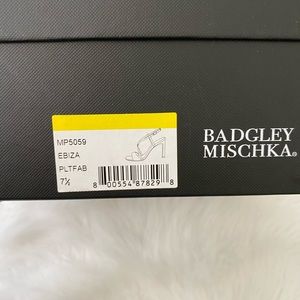 MP5059
EBIZA
PLTFAB
7½
8 00554 87829 8
BADGLEY
MISCHKA®